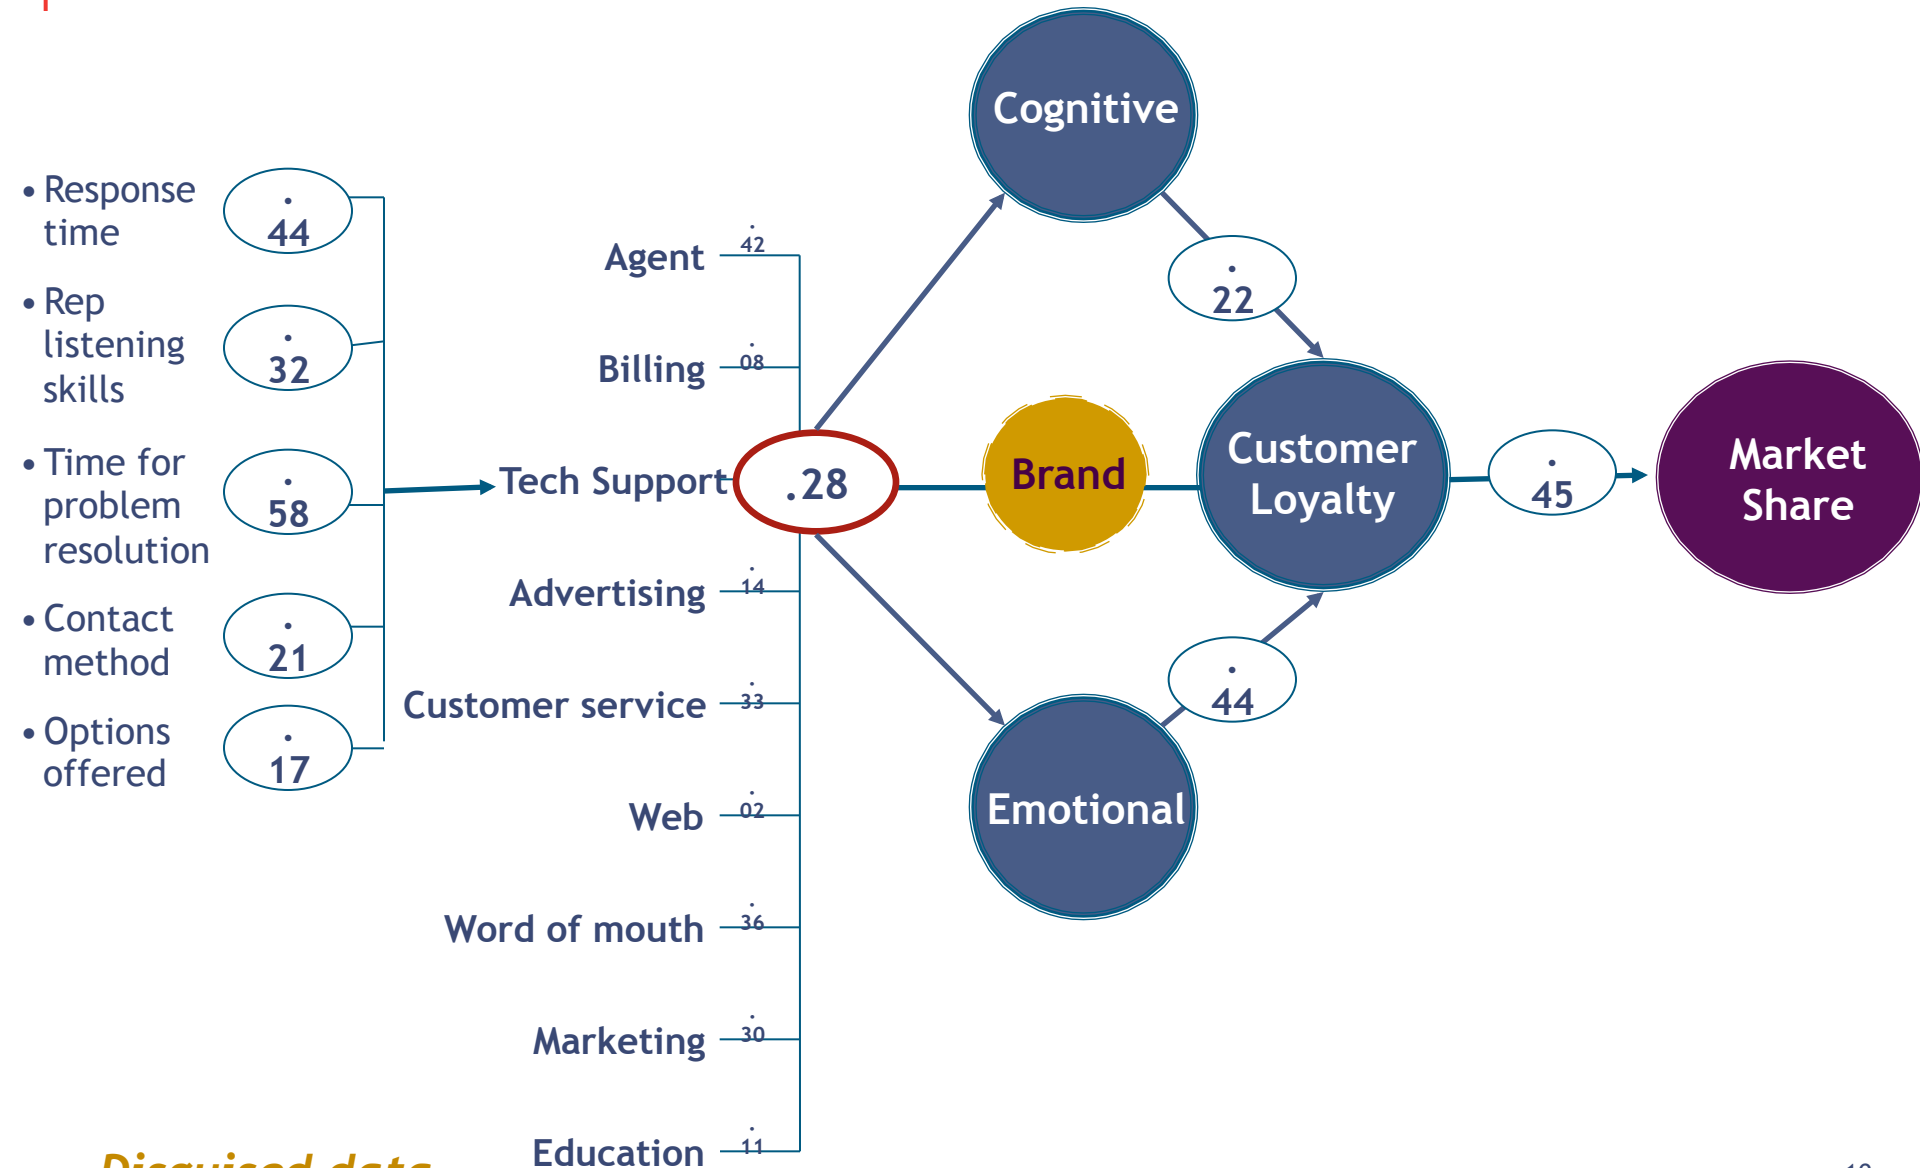 • Response
time
.
44
• Rep
listening
skills
.
32
• Time for
problem
resolution
.
58
• Contact
method
.
21
• Options
offered
.
17
Agent
.
42
Billing
.
08
Tech Support
.28
Advertising
.
14
Customer service
.
33
Web
.
02
Word of mouth
.
36
Marketing
.
30
Education
.
11
Cognitive
.
22
Brand
Emotional
.
44
Customer
Loyalty
.
45
Market
Share
Disguised data